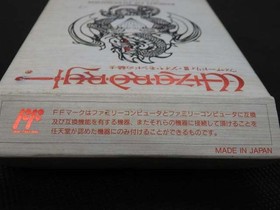 Wizardry
FFマークはファミリーコンピュータとファミリーコンピュータに互換
及び互換機能を有する機器、またそれらの機器に接続して頂けることを
任天堂が認めた機器にのみ付けることができるものです。
MADE IN JAPAN